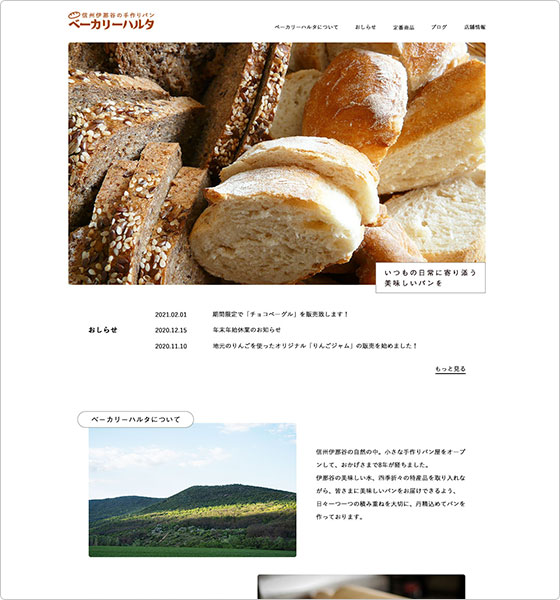 信州伊那谷の手作りパン
ベーカリーハルタ
ベーカリーハルタについて　おしらせ　定番商品　ブログ　店舗情報
いつもの日常に寄り添う
美味しいパンを
おしらせ
2021.02.01　期間限定で「チョコベーグル」を販売致します！
2020.12.15　年末年始休業のお知らせ
2020.11.10　地元のりんごを使ったオリジナル「りんごジャム」の販売を始めました！
もっと見る
ベーカリーハルタについて
信州伊那谷の自然の中。小さな手作りパン屋をオープ
ンして、おかげさまで8年が経ちました。
伊那谷の美味しい水、四季折々の特産品を取り入れな
がら、皆さまに美味しいパンをお届けできるよう、
日々一つ一つの積み重ねを大切に、丹精込めてパンを
作っております。